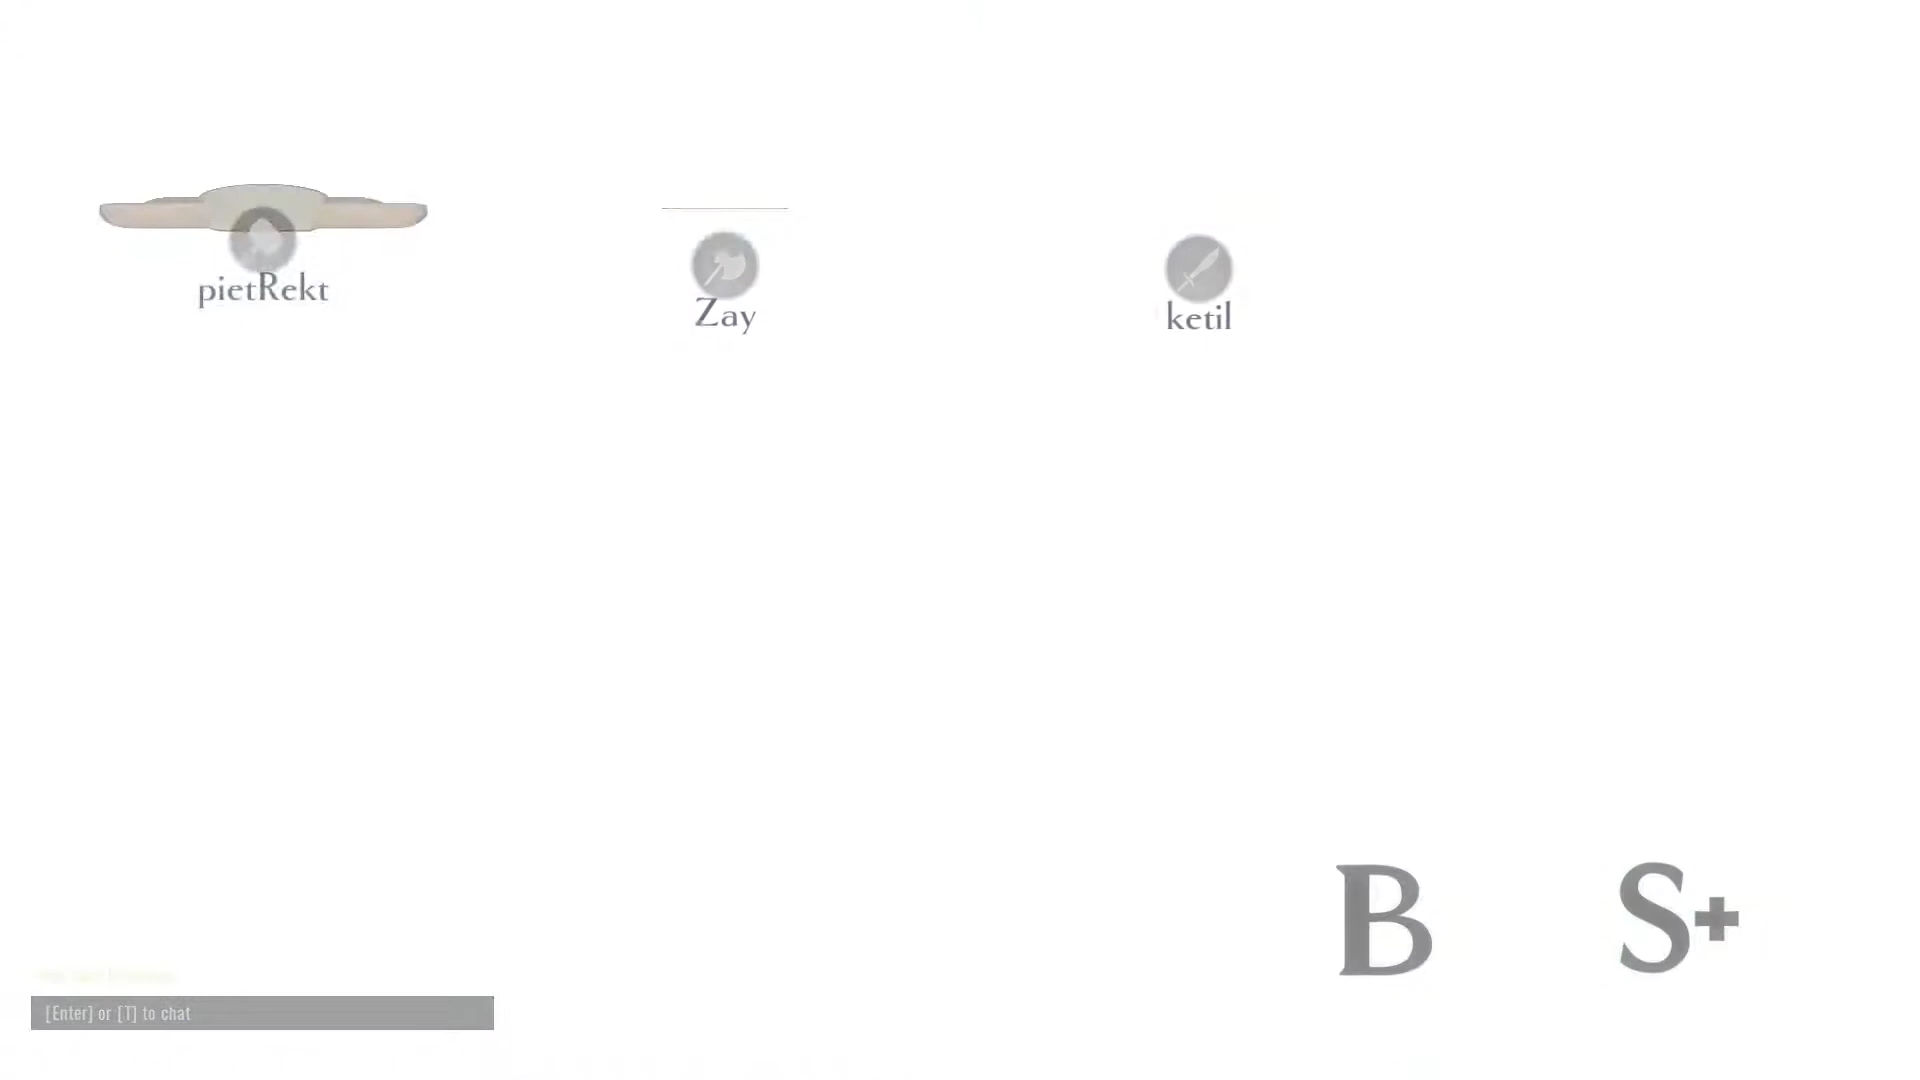 pietRekt
Zay
ketil
B
S+
[Enter] or [T] to chat